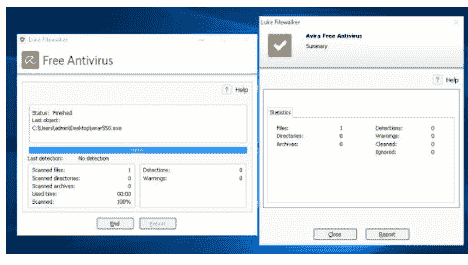 Luke Filewalker
Free Antivirus
? Help
Status: Finished
Last object:
Last detection: No detection
Scanned files: 1
Scanned directories: 0
Scanned archives: 0
Used time: 00:00
Scanned: 100%
Detections: 0
Warnings: 0
End
Report
Luke Filewalker
Avira Free Antivirus
Summary
? Help
Statistics
Files: 1
Directories: 0
Archives: 0
Detections: 0
Warnings: 0
Cleaned: 0
Ignored: 0
Close
Report